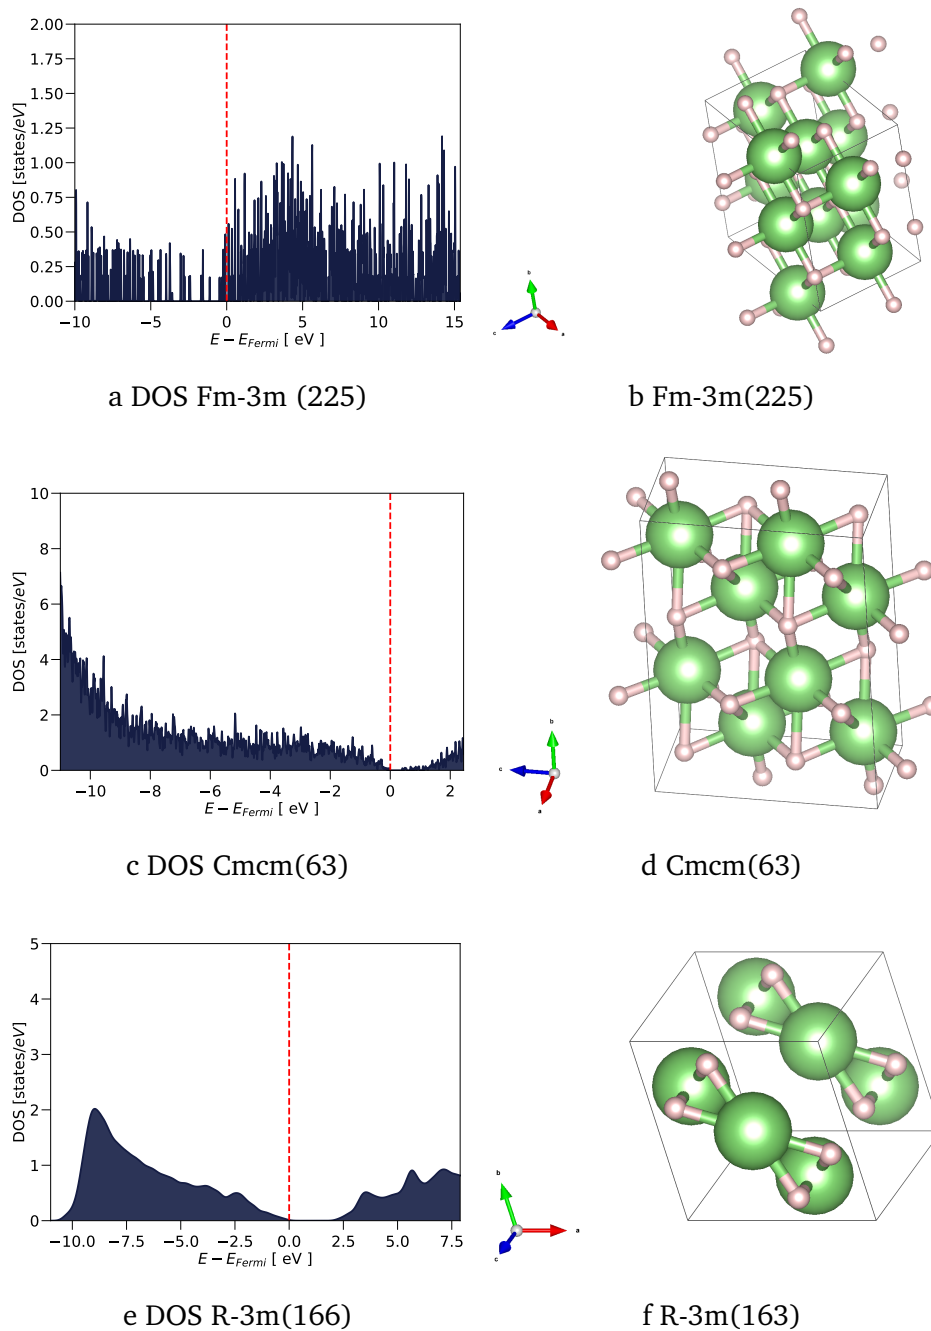 2.00
1.75
1.50
1.25
1.00
0.75
0.50
0.25
0.00
DOS [states/eV]
−10 −5 0 5 10 15
E − E_Fermi [ eV ]
b
c
a
a DOS Fm-3m (225)
b Fm-3m(225)
10
8
6
4
2
0
DOS [states/eV]
−10 −8 −6 −4 −2 0 2
E − E_Fermi [ eV ]
b
c
a
c DOS Cmcm(63)
d Cmcm(63)
5
4
3
2
1
0
DOS [states/eV]
−10.0 −7.5 −5.0 −2.5 0.0 2.5 5.0 7.5
E − E_Fermi [ eV ]
b
a
c
e DOS R-3m(166)
f R-3m(163)